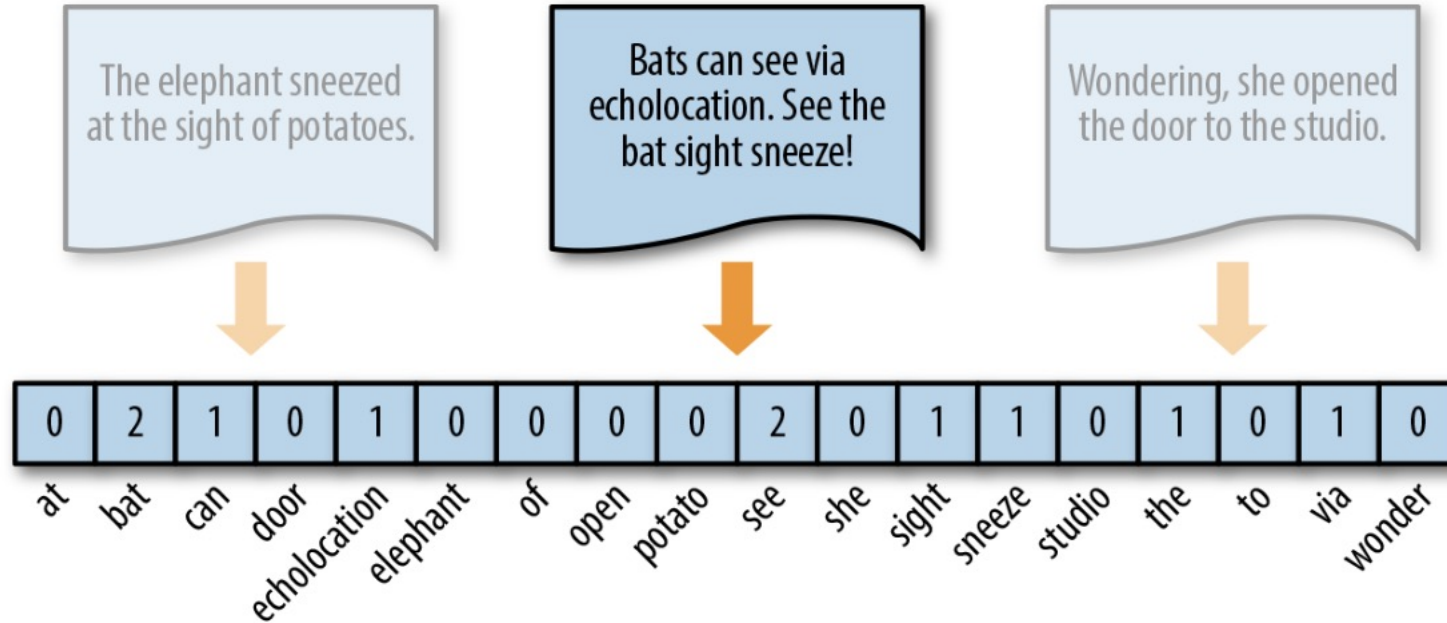 The elephant sneezed
at the sight of potatoes.
Bats can see via
echolocation. See the
bat sight sneeze!
Wondering, she opened
the door to the studio.
0 2 1 0 1 0 0 0 0 2 0 1 1 0 1 0 1 0
at bat can door echolocation elephant of open potato see she sight sneeze studio the to via wonder